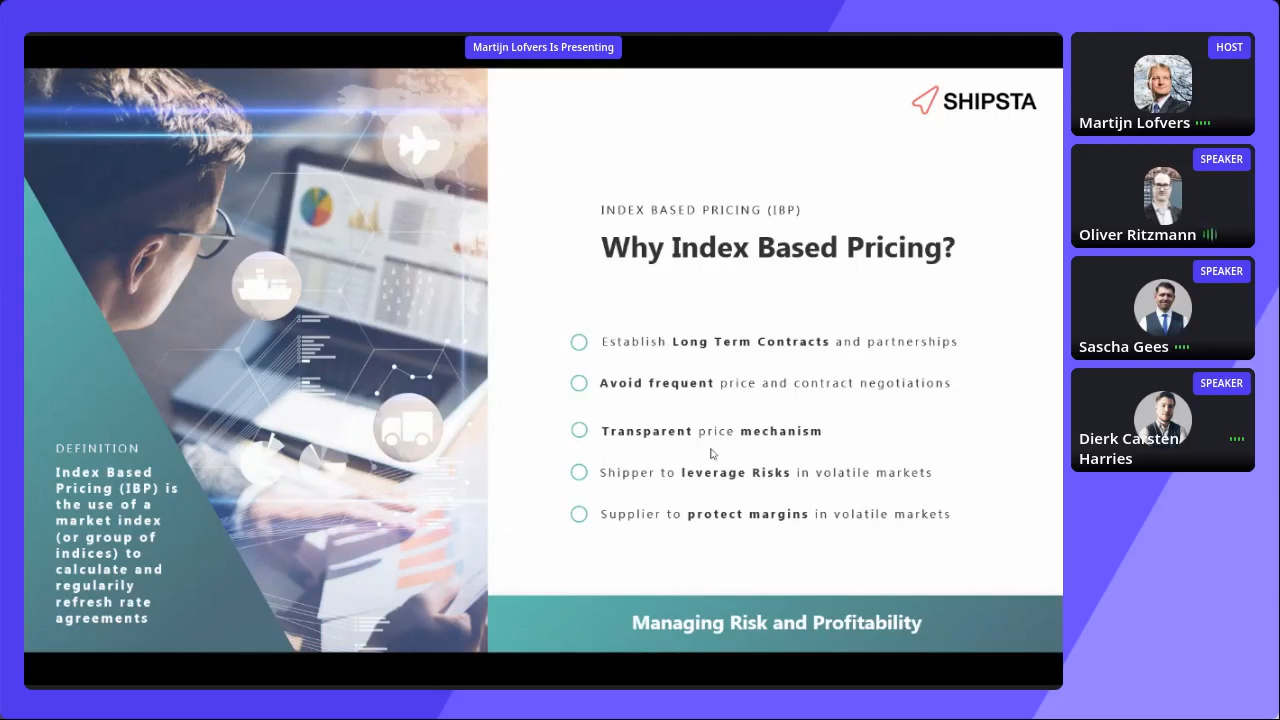 Martijn Lofvers Is Presenting
SHIPSTA
INDEX BASED PRICING (IBP)
Why Index Based Pricing?
Establish Long Term Contracts and partnerships
Avoid frequent price and contract negotiations
Transparent price mechanism
Shipper to leverage Risks in volatile markets
Supplier to protect margins in volatile markets
Managing Risk and Profitability
DEFINITION
Index Based
Pricing (IBP) is
the use of a
market index
(or group of
indices) to
calculate and
regularily
refresh rate
agreements
HOST
Martijn Lofvers
SPEAKER
Oliver Ritzmann
SPEAKER
Sascha Gees
SPEAKER
Dierk Carsten
Harries